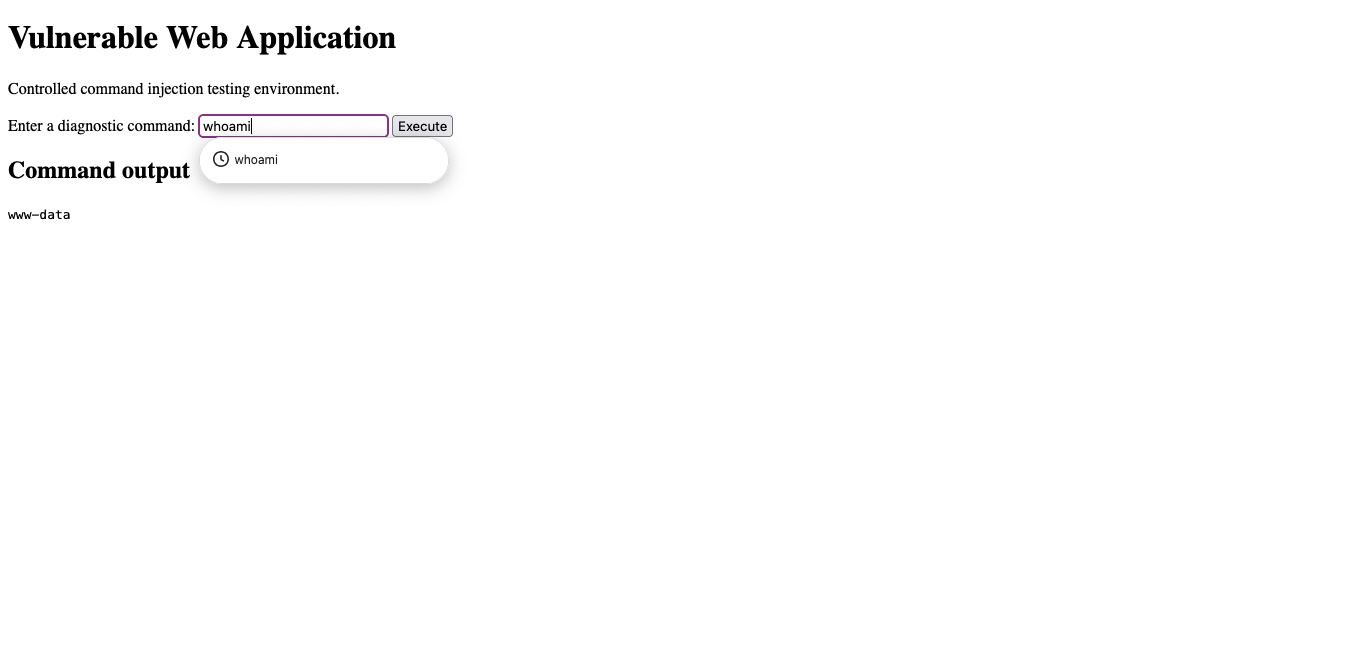 Vulnerable Web Application
Controlled command injection testing environment.
Enter a diagnostic command: whoami Execute
whoami
Command output
www-data